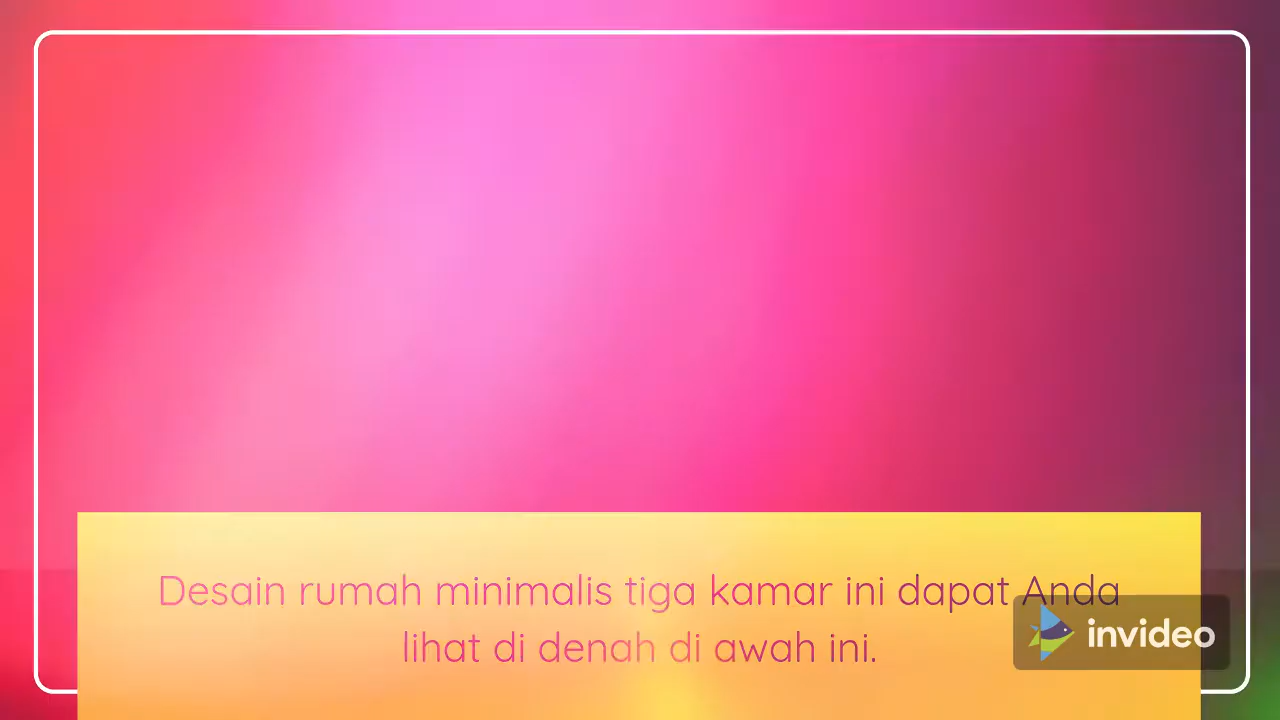 Desain rumah minimalis tiga kamar ini dapat Anda
lihat di denah di awah ini.
invideo